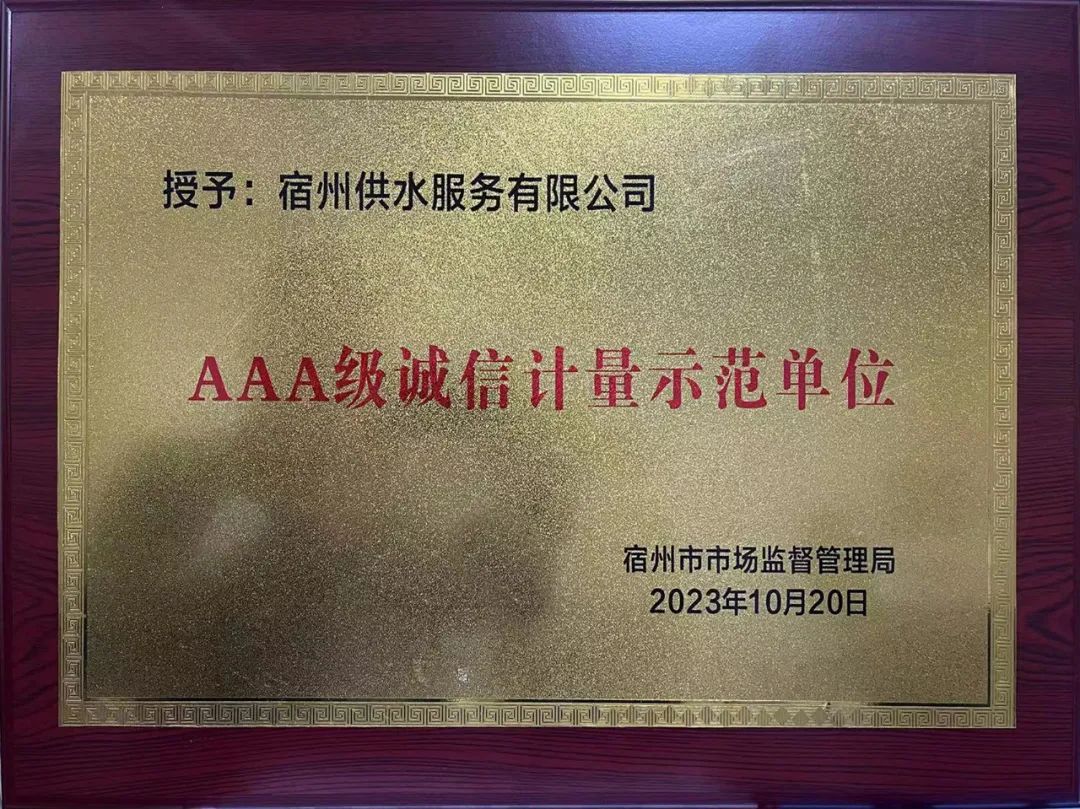 授予：宿州供水服务有限公司
AAA级诚信计量示范单位
宿州市市场监督管理局
2023年10月20日